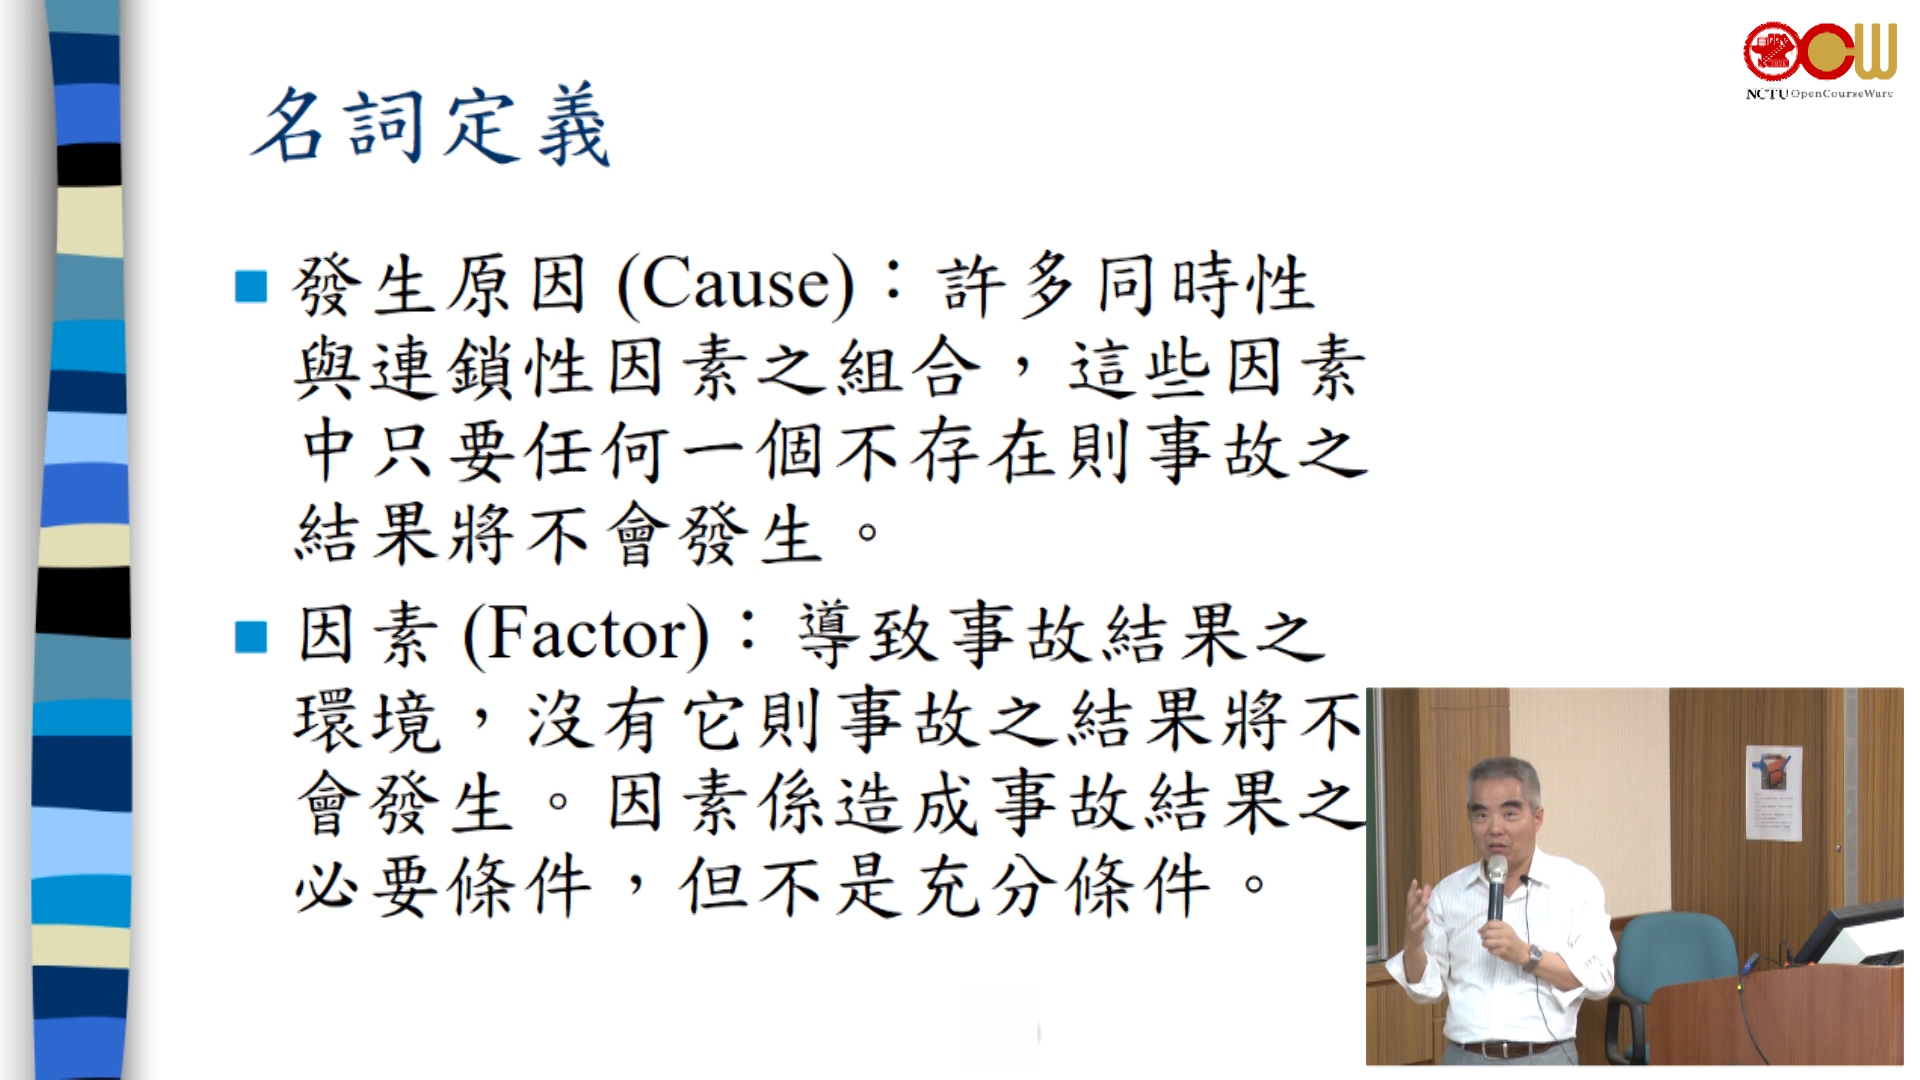 名詞定義
發生原因 (Cause)：許多同時性
與連鎖性因素之組合，這些因素
中只要任何一個不存在則事故之
結果將不會發生。
因素 (Factor)： 導致事故結果之
環境，沒有它則事故之結果將不
會發生。因素係造成事故結果之
必要條件，但不是充分條件。
OCW
NCTU OpenCourseWare